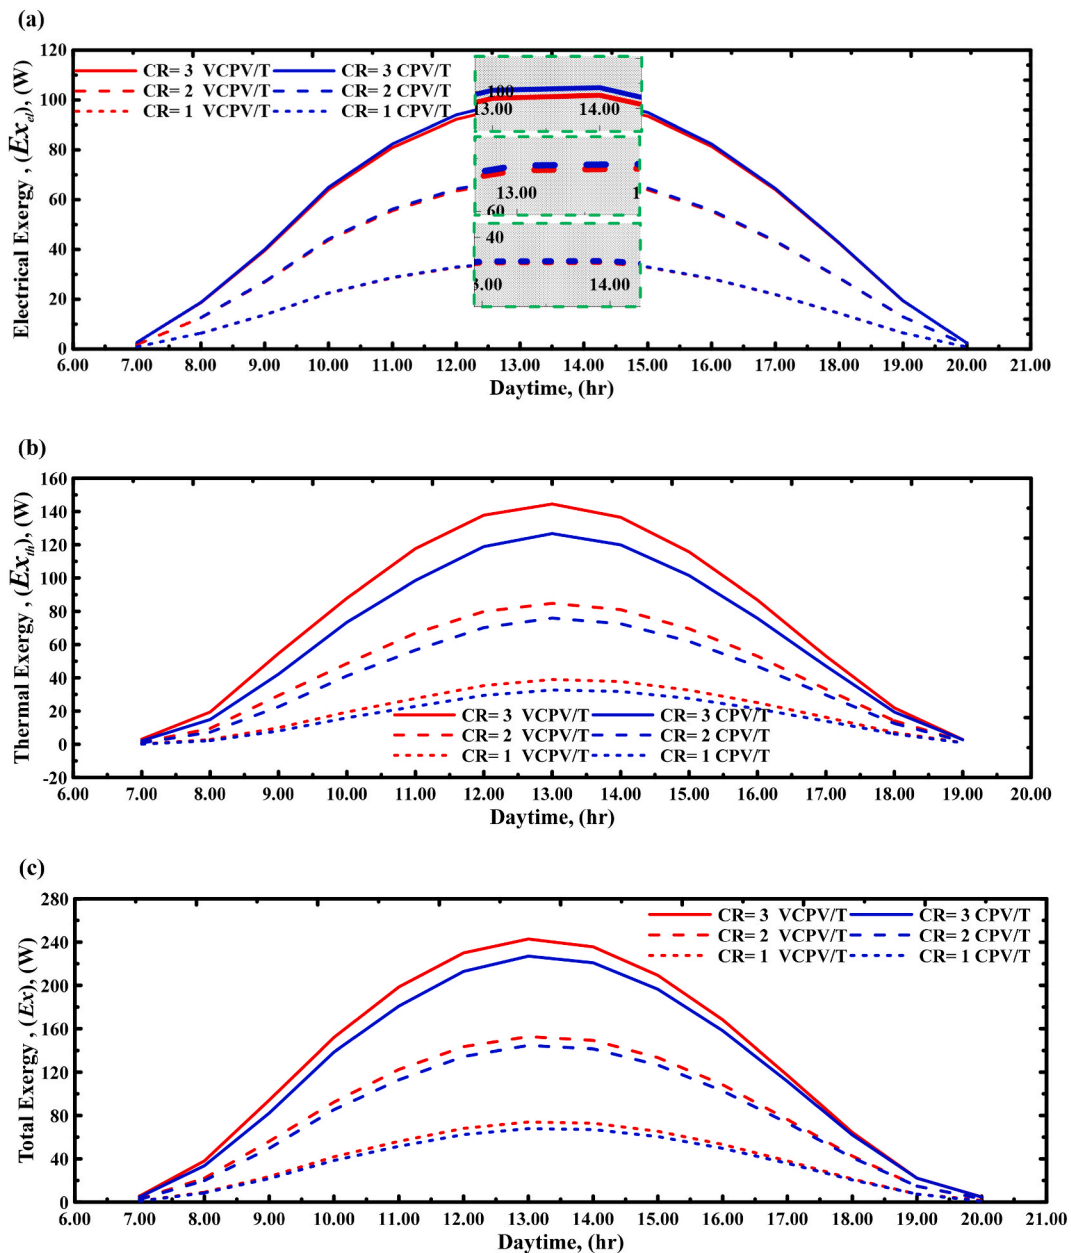 (a)
Electrical Exergy , (Ex_el), (W)
120
100
80
60
40
20
0
CR= 3 VCPV/T
CR= 3 CPV/T
CR= 2 VCPV/T
CR= 2 CPV/T
CR= 1 VCPV/T
CR= 1 CPV/T
100
13.00 14.00
13.00 1
60
40
3.00 14.00
6.00 7.00 8.00 9.00 10.00 11.00 12.00 13.00 14.00 15.00 16.00 17.00 18.00 19.00 20.00 21.00
Daytime, (hr)
(b)
Thermal Exergy , (Ex_th), (W)
160
140
120
100
80
60
40
20
0
-20
CR= 3 VCPV/T
CR= 3 CPV/T
CR= 2 VCPV/T
CR= 2 CPV/T
CR= 1 VCPV/T
CR= 1 CPV/T
6.00 7.00 8.00 9.00 10.00 11.00 12.00 13.00 14.00 15.00 16.00 17.00 18.00 19.00 20.00
Daytime, (hr)
(c)
Total Exergy , (Ex), (W)
280
240
200
160
120
80
40
0
CR= 3 VCPV/T
CR= 3 CPV/T
CR= 2 VCPV/T
CR= 2 CPV/T
CR= 1 VCPV/T
CR= 1 CPV/T
6.00 7.00 8.00 9.00 10.00 11.00 12.00 13.00 14.00 15.00 16.00 17.00 18.00 19.00 20.00 21.00
Daytime, (hr)